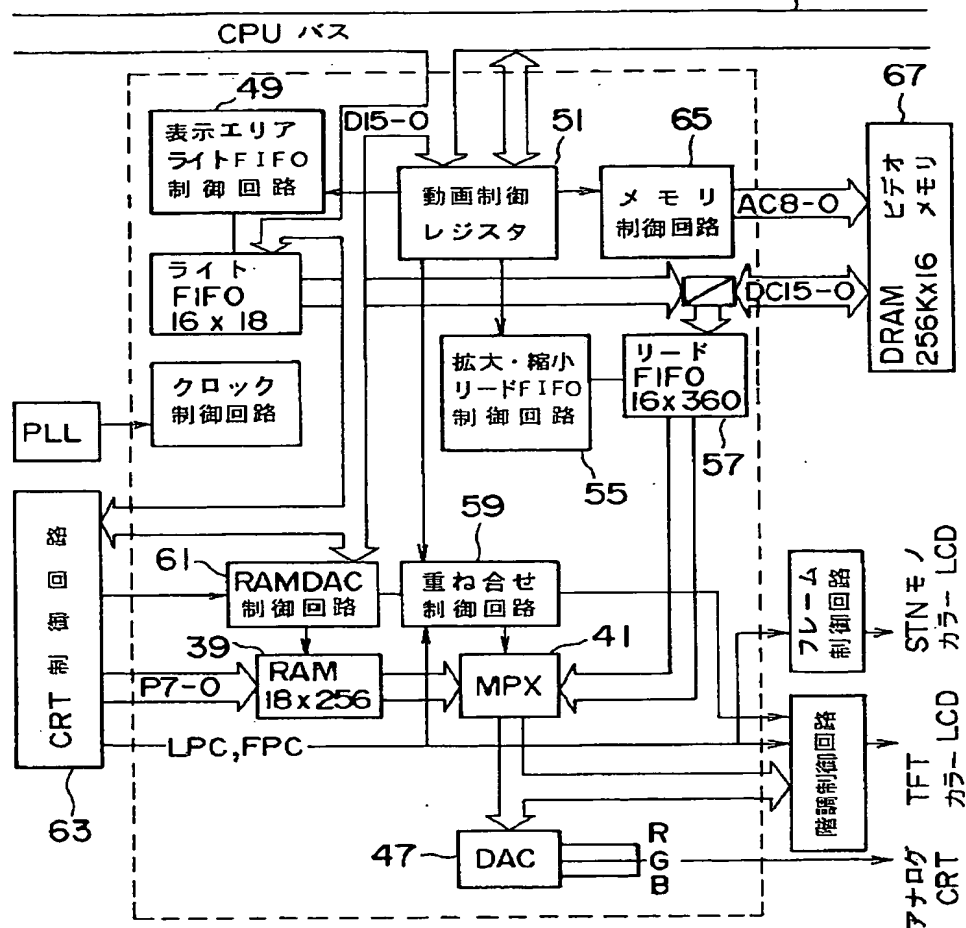 CPU バス
49
表示エリア
ライトFIFO
制御回路
D15-0
51
動画制御
レジスタ
65
メモリ
制御回路
AC8-0
67
ビデオ
メモリ
DRAM
256Kx16
ライト
FIFO
16 x 18
DC15-0
クロック
制御回路
PLL
拡大・縮小
リードFIFO
制御回路
55
リード
FIFO
16x360
57
CRT 制御回路
63
61
RAMDAC
制御回路
59
重ね合せ
制御回路
39
RAM
18x256
P7-0
41
MPX
LPC,FPC
フレーム
制御回路
STNモノ
カラー LCD
階調制御回路
TFT
カラー LCD
47
DAC
R
G
B
アナログ
CRT